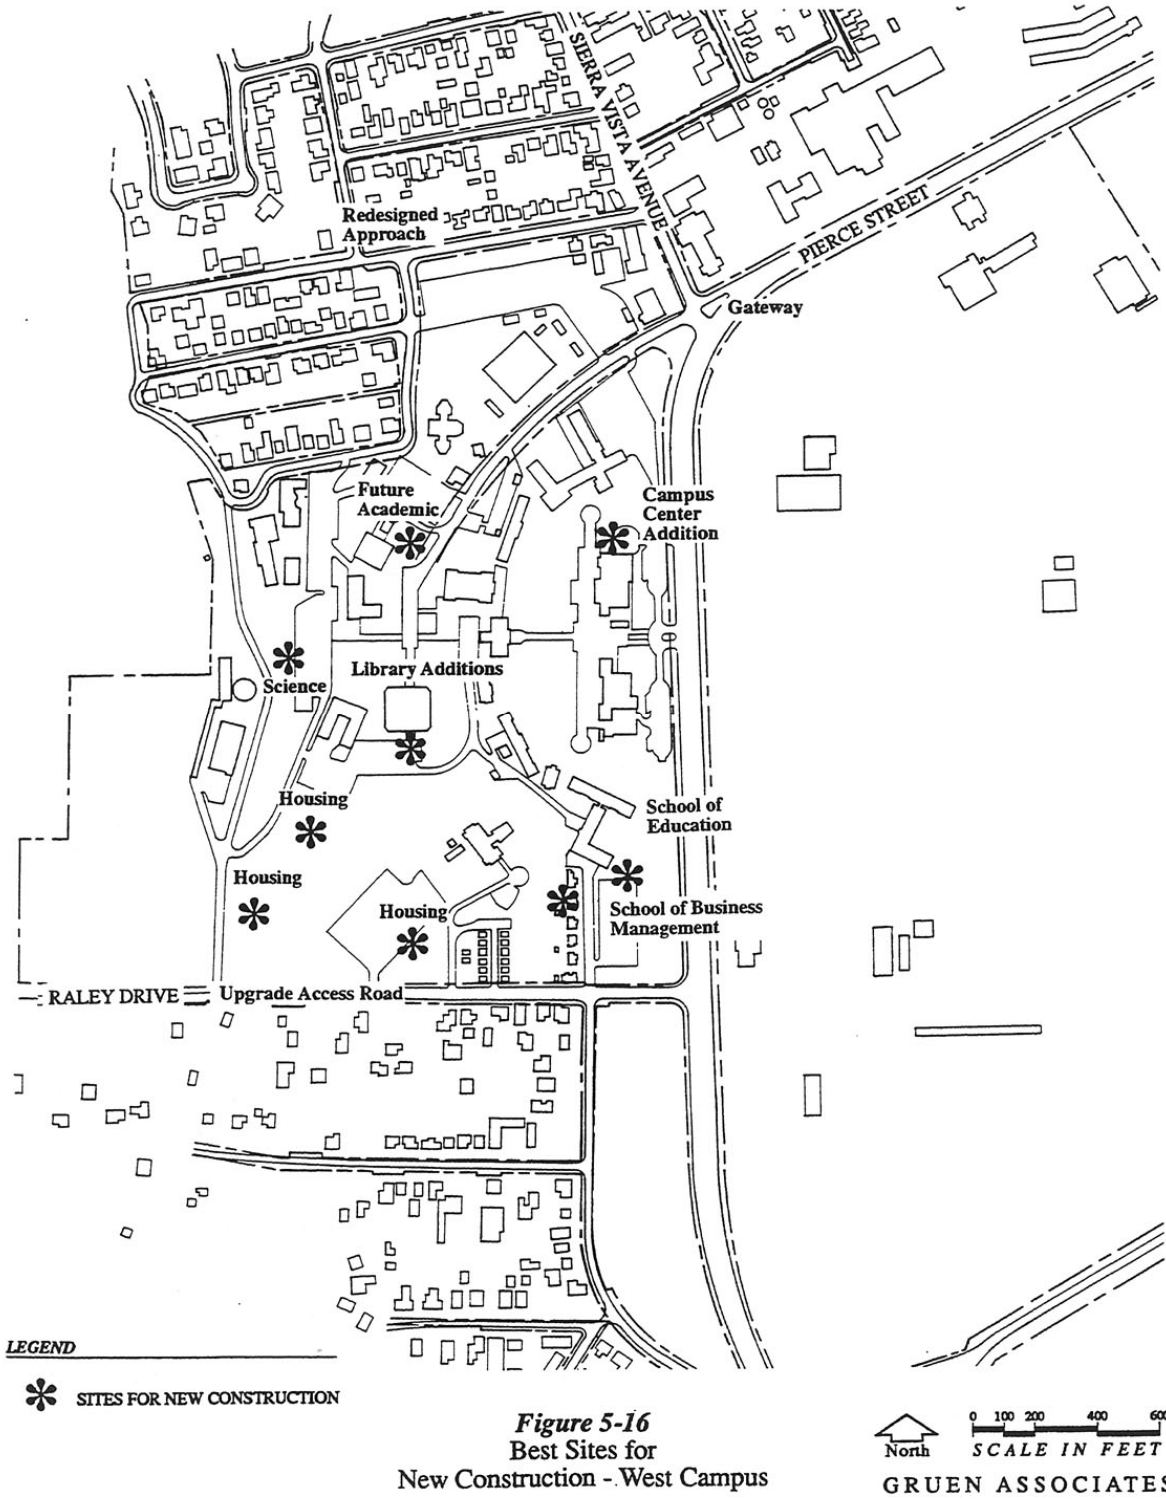 SIERRA VISTA AVENUE
Redesigned
Approach
PIERCE STREET
Gateway
Future
Academic
Campus
Center
Addition
Library Additions
Science
Housing
School of
Education
Housing
Housing
School of Business
Management
RALEY DRIVE
Upgrade Access Road
LEGEND
SITES FOR NEW CONSTRUCTION
Figure 5-16
Best Sites for
New Construction - West Campus
North
0 100 200 400 600
SCALE IN FEET
GRUEN ASSOCIATES